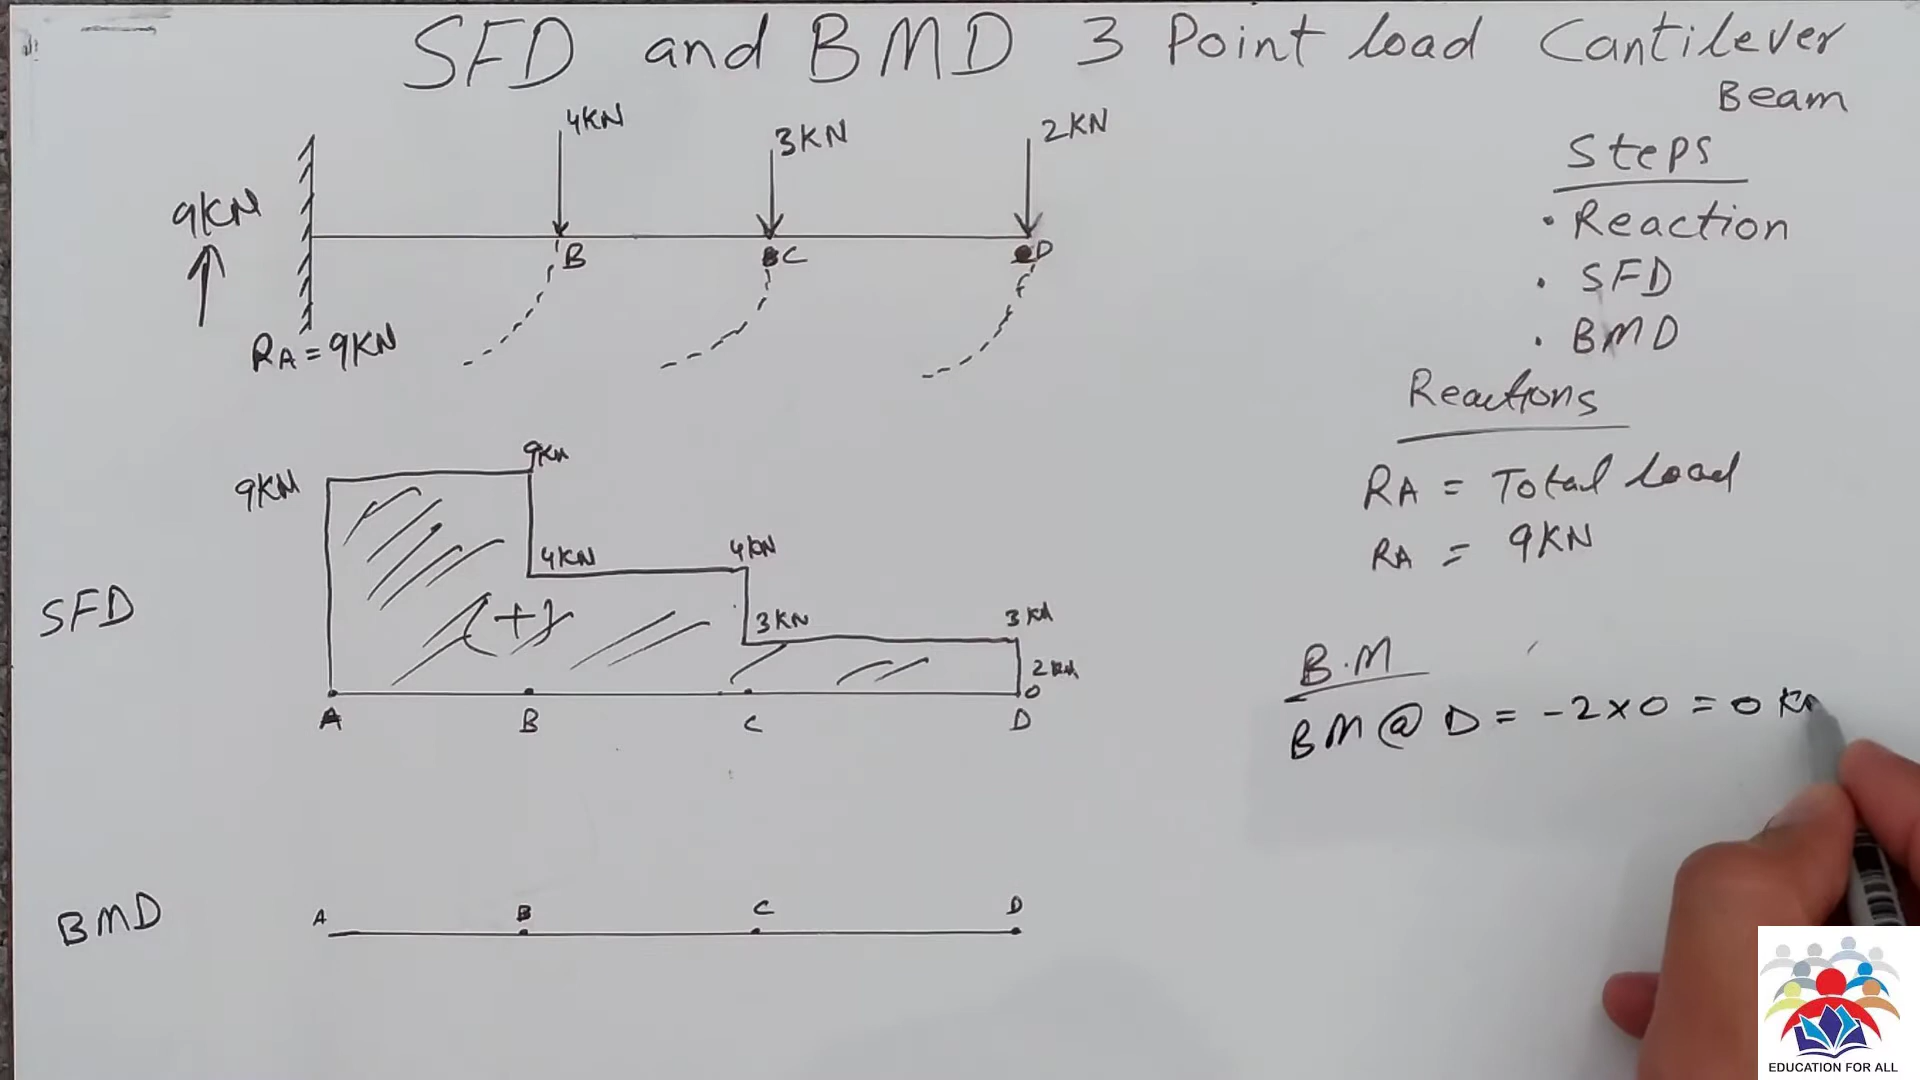 SFD and BMD 3 Point load Cantilever
Beam
4KN
3KN
2KN
9KN
B
C
D
RA = 9KN
Steps
• Reaction
• SFD
• BMD
Reactions
RA = Total load
RA = 9KN
SFD
9KN
9KN
4KN
4KN
3KN
3KN
2KN
0
(+)
A
B
C
D
B.M
BM @ D = -2 x 0 = 0 KN
BMD
A
B
C
D
EDUCATION FOR ALL